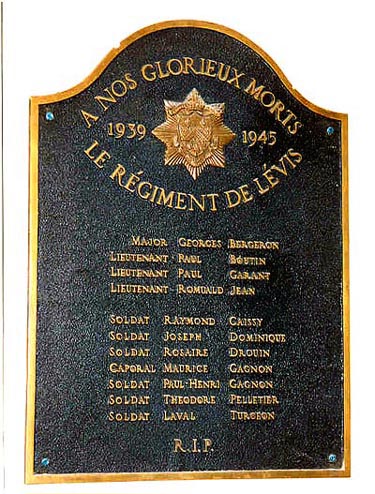 A NOS GLORIEUX MORTS
1939 1945
LE RÉGIMENT DE LÉVIS
MAJOR GEORGES BERGERON
LIEUTENANT PAUL BOUTIN
LIEUTENANT PAUL GARANT
LIEUTENANT ROMUALD JEAN
SOLDAT RAYMOND CAISSY
SOLDAT JOSEPH DOMINIQUE
SOLDAT ROSAIRE DROUIN
CAPORAL MAURICE GAGNON
SOLDAT PAUL-HENRI GAGNON
SOLDAT THEODORE PELLETIER
SOLDAT LAVAL TURGEON
R.I.P.